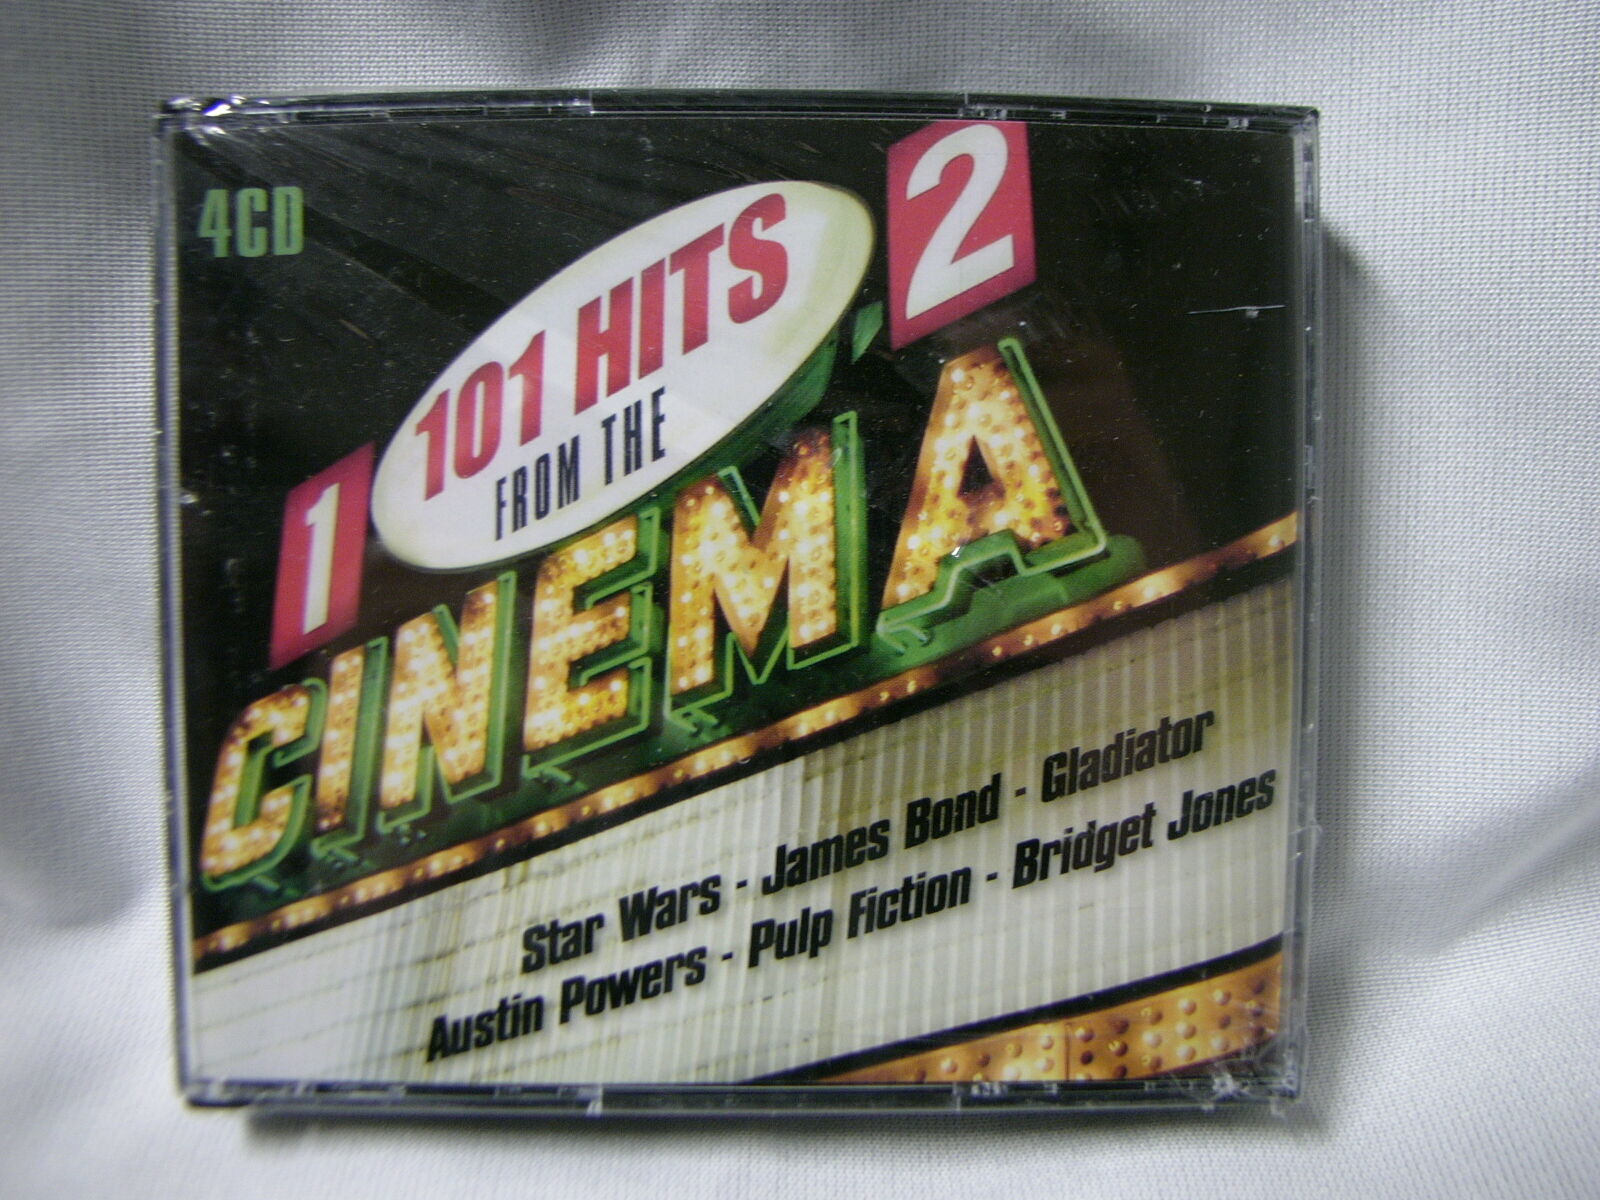 4CD
2
101 HITS
1
FROM THE
CINEMA
Star Wars - James Bond - Gladiator
Austin Powers - Pulp Fiction - Bridget Jones